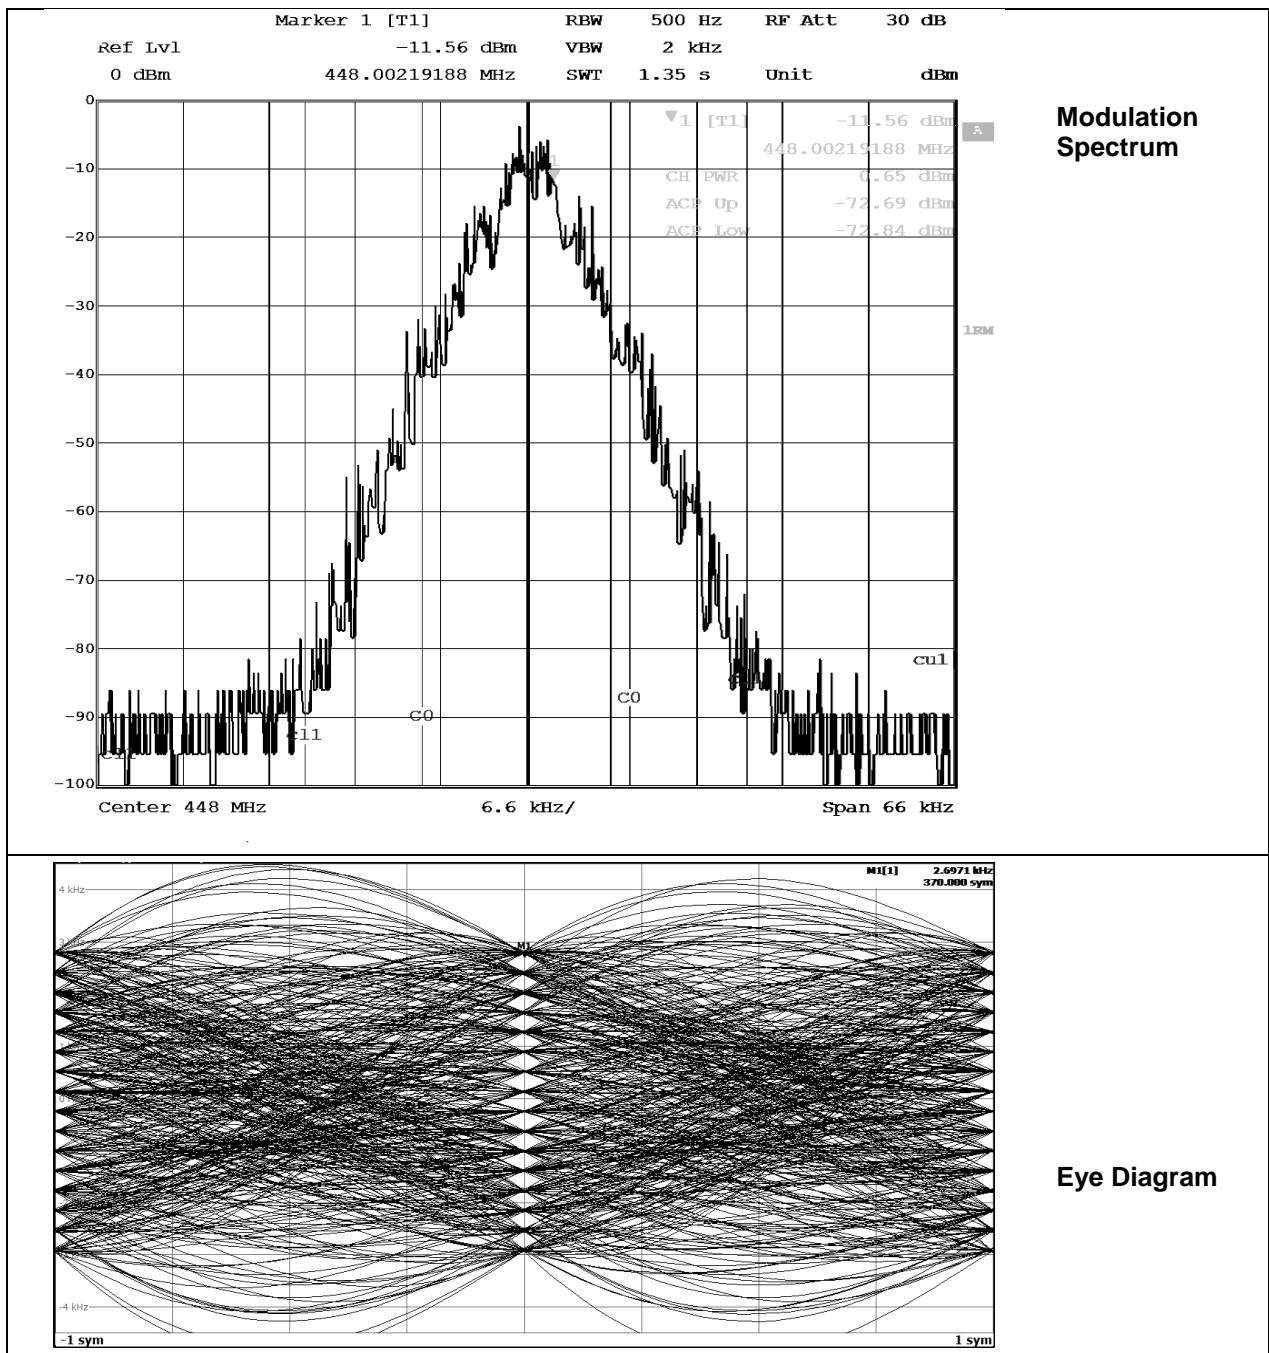 Marker 1 [T1] RBW 500 Hz RF Att 30 dB
Ref Lvl -11.56 dBm VBW 2 kHz
0 dBm 448.00219188 MHz SWT 1.35 s Unit dBm
0
▼1 [T1] -11.56 dBm
A
448.00219188 MHz
1
-10
CH PWR 0.65 dBm
ACP Up -72.69 dBm
-20
ACP Low -72.84 dBm
-30
1RM
-40
-50
-60
-70
-80
cu1
C0
C0
-90
cl1
cl1
-100
Center 448 MHz 6.6 kHz/ Span 66 kHz
Modulation
Spectrum
M1[1] 2.6971 kHz
370.000 sym
4 kHz
M1
-4 kHz
-1 sym 1 sym
Eye Diagram